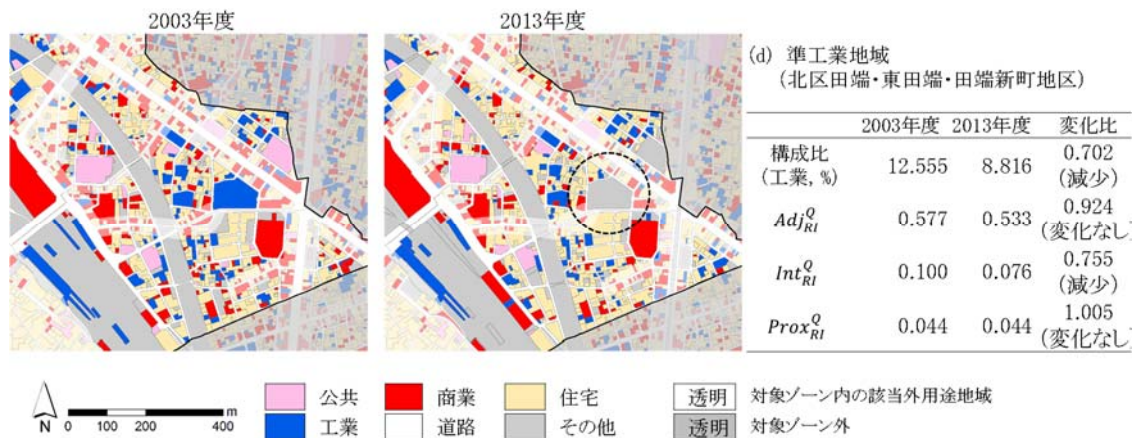 2003年度
2013年度
(d) 準工業地域
(北区田端・東田端・田端新町地区)
2003年度 2013年度 変化比
構成比
(工業, %) 12.555 8.816 0.702
(減少)
Adj^Q_RI 0.577 0.533 0.924
(変化なし)
Int^Q_RI 0.100 0.076 0.755
(減少)
Prox^Q_RI 0.044 0.044 1.005
(変化なし)
N
m
0 100 200 400
公共 商業 住宅 透明 対象ゾーン内の該当外用途地域
工業 道路 その他 透明 対象ゾーン外